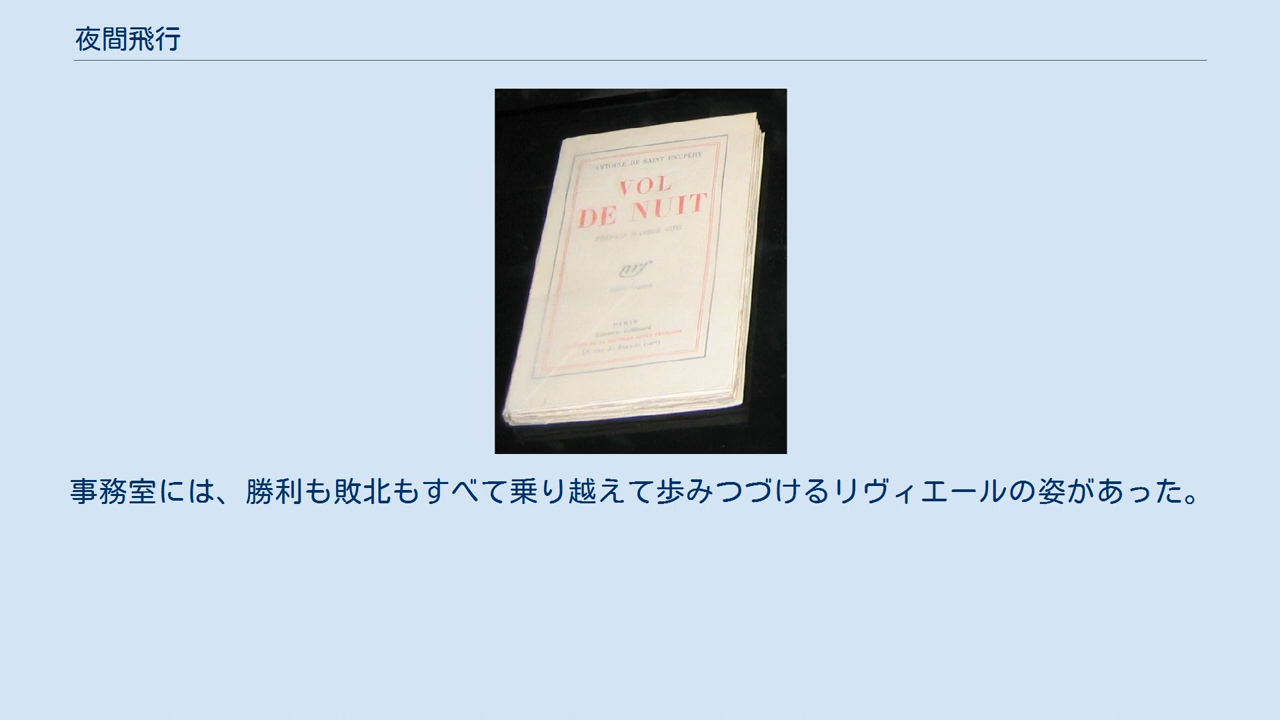 夜間飛行
ANTOINE DE SAINT EXUPÉRY
VOL
DE NUIT
nrf
PARIS
事務室には、勝利も敗北もすべて乗り越えて歩みつづけるリヴィエールの姿があった。